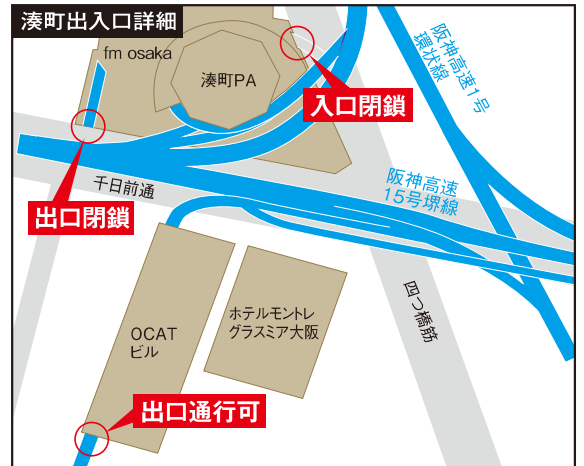 湊町出入口詳細
fm osaka
湊町PA
阪神高速1号
環状線
入口閉鎖
出口閉鎖
千日前通
阪神高速
15号堺線
OCAT
ビル
ホテルモントレ
グラスミア大阪
四つ橋筋
出口通行可